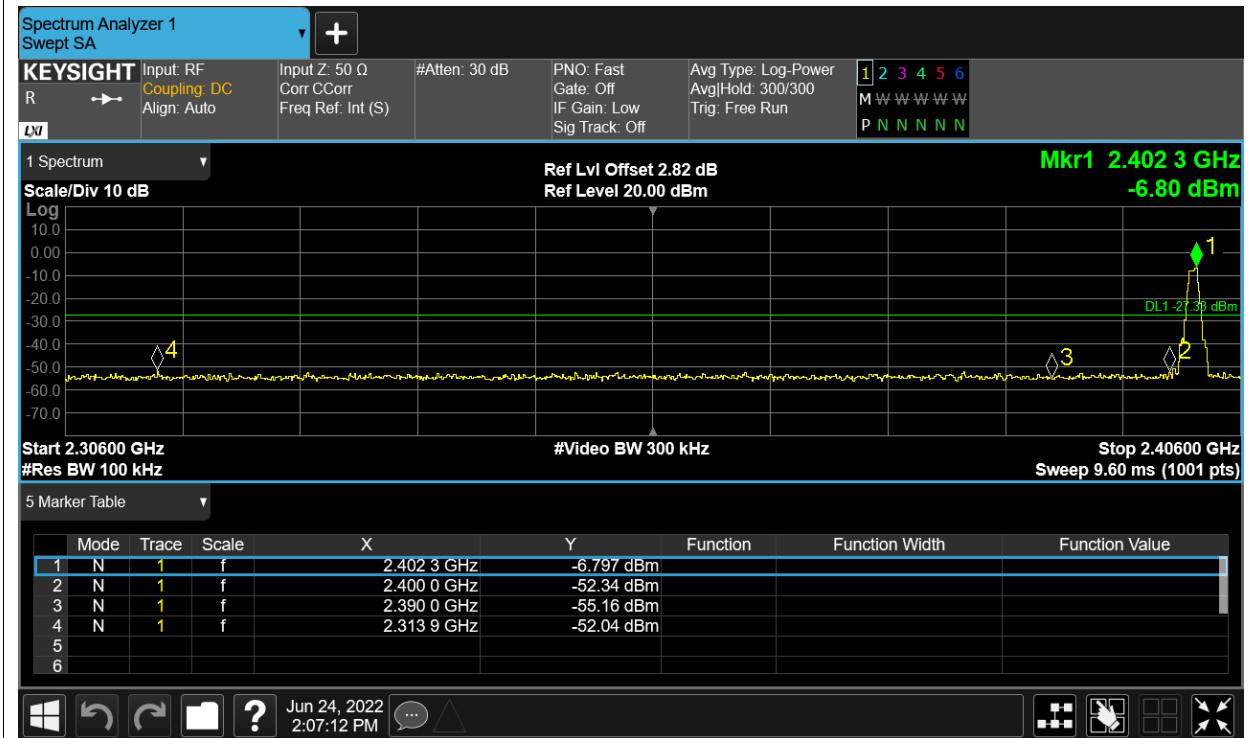 Spectrum Analyzer 1
Swept SA
KEYSIGHT
R
LXI
Input: RF
Coupling: DC
Align: Auto
Input Z: 50 Ω
Corr CCorr
Freq Ref: Int (S)
#Atten: 30 dB
PNO: Fast
Gate: Off
IF Gain: Low
Sig Track: Off
Avg Type: Log-Power
Avg|Hold: 300/300
Trig: Free Run
1 2 3 4 5 6
M W W W W W
P N N N N N
1 Spectrum
Scale/Div 10 dB
Ref Lvl Offset 2.82 dB
Ref Level 20.00 dBm
Mkr1 2.402 3 GHz
-6.80 dBm
Log
10.0
0.00
-10.0
-20.0
-30.0
-40.0
-50.0
-60.0
-70.0
1
DL1 -27.33 dBm
4
3
2
Start 2.30600 GHz
#Video BW 300 kHz
Stop 2.40600 GHz
#Res BW 100 kHz
Sweep 9.60 ms (1001 pts)
5 Marker Table
Mode Trace Scale X Y Function Function Width Function Value
1 N 1 f 2.402 3 GHz -6.797 dBm
2 N 1 f 2.400 0 GHz -52.34 dBm
3 N 1 f 2.390 0 GHz -55.16 dBm
4 N 1 f 2.313 9 GHz -52.04 dBm
5
6
?
Jun 24, 2022
2:07:12 PM